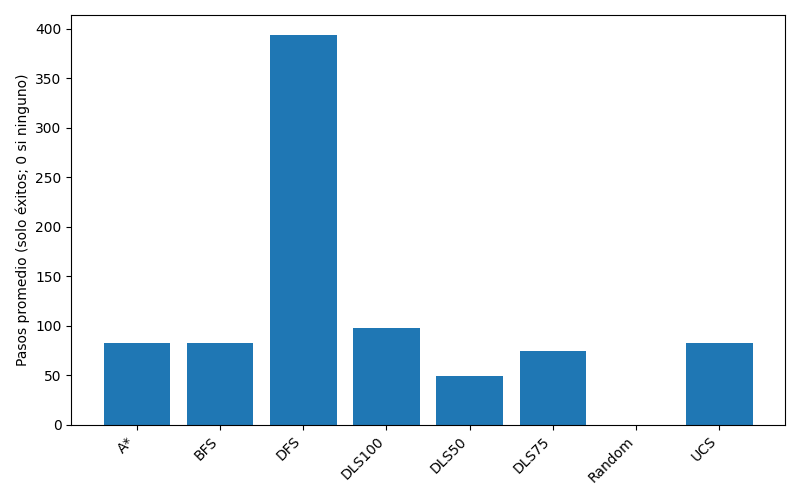 Pasos promedio (solo éxitos; 0 si ninguno)
400
350
300
250
200
150
100
50
0
A*
BFS
DFS
DLS100
DLS50
DLS75
Random
UCS